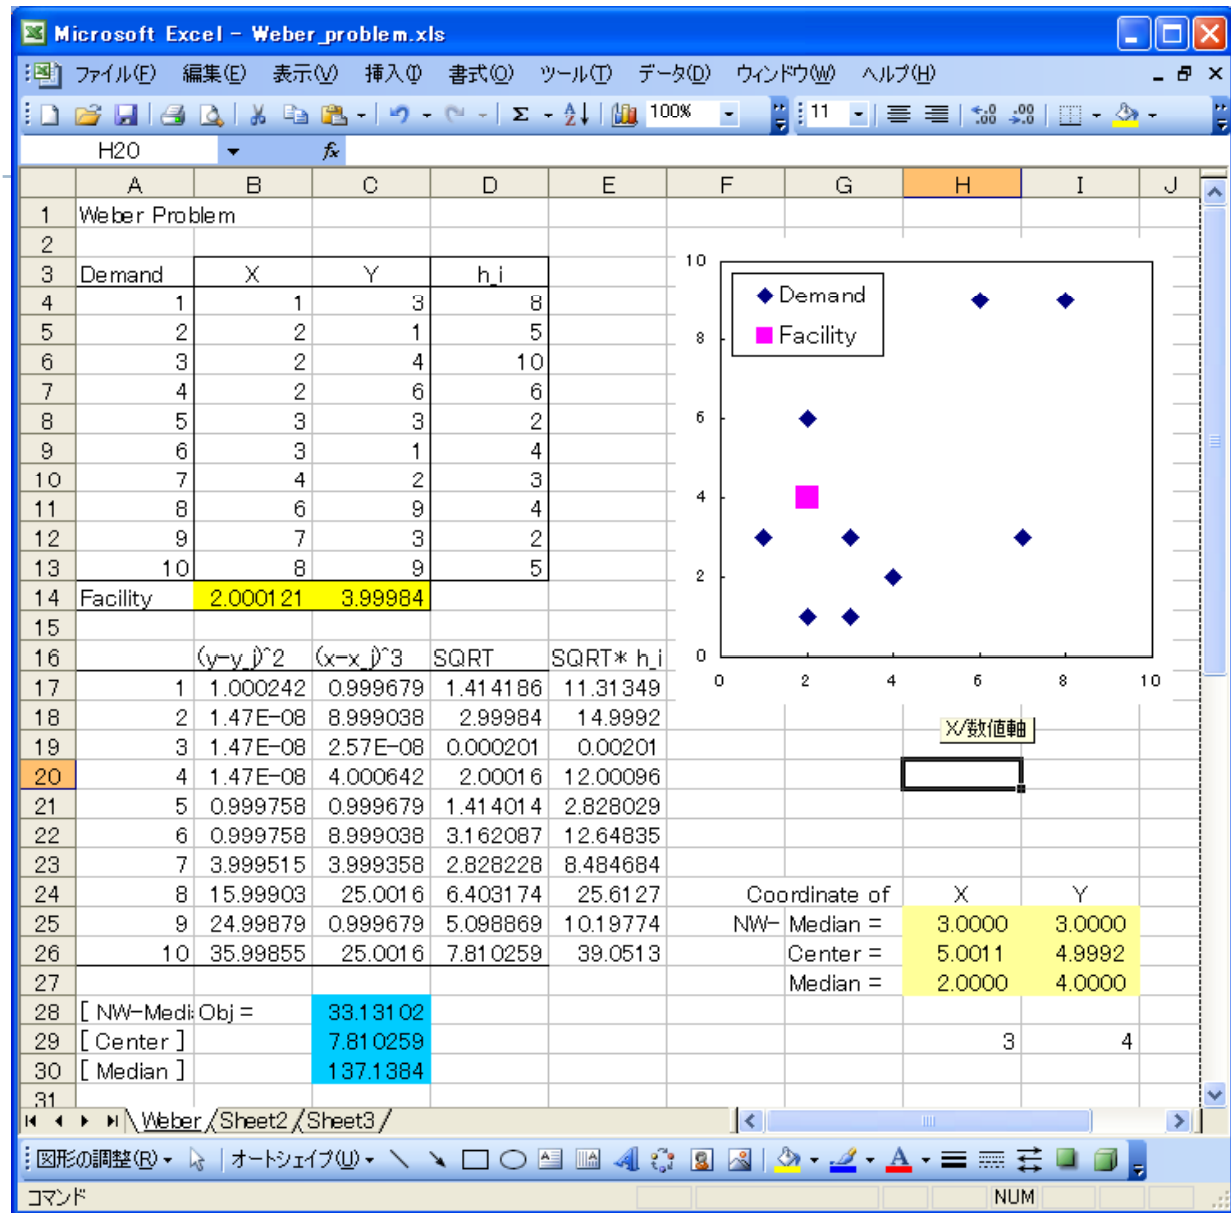 Microsoft Excel - Weber_problem.xls
ファイル(F) 編集(E) 表示(V) 挿入(I) 書式(O) ツール(T) データ(D) ウィンドウ(W) ヘルプ(H)
Σ 100% 11
H20 fx
A B C D E F G H I J
1 Weber Problem
2
3 Demand X Y h_i
4 1 1 3 8
5 2 2 1 5
6 3 2 4 10
7 4 2 6 6
8 5 3 3 2
9 6 3 1 4
10 7 4 2 3
11 8 6 9 4
12 9 7 3 2
13 10 8 9 5
14 Facility 2.000121 3.99984
15
16 (y-y_j)^2 (x-x_j)^3 SQRT SQRT* h_i
17 1 1.000242 0.999679 1.414186 11.31349
18 2 1.47E-08 8.999038 2.99984 14.9992
19 3 1.47E-08 2.57E-08 0.000201 0.00201
20 4 1.47E-08 4.000642 2.00016 12.00096
21 5 0.999758 0.999679 1.414014 2.828029
22 6 0.999758 8.999038 3.162087 12.64835
23 7 3.999515 3.999358 2.828228 8.484684
24 8 15.99903 25.0016 6.403174 25.6127 Coordinate of X Y
25 9 24.99879 0.999679 5.098869 10.19774 NW- Median = 3.0000 3.0000
26 10 35.99855 25.0016 7.810259 39.0513 Center = 5.0011 4.9992
27 Median = 2.0000 4.0000
28 [ NW-Medi Obj = 33.13102
29 [ Center ] 7.810259 3 4
30 [ Median ] 137.1384
31
10
8
6
4
2
0
0 2 4 6 8 10
Demand
Facility
X/数値軸
Weber Sheet2 Sheet3
図形の調整(R) オートシェイプ(U)
コマンド NUM